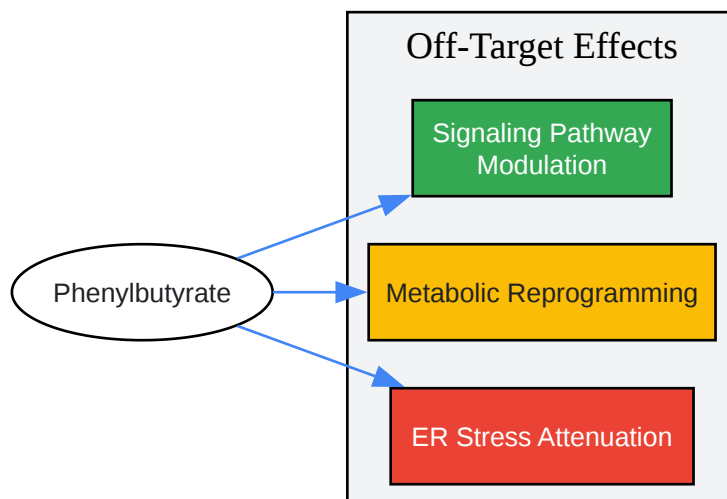 Off-Target Effects
Signaling Pathway
Modulation
Phenylbutyrate
Metabolic Reprogramming
ER Stress Attenuation